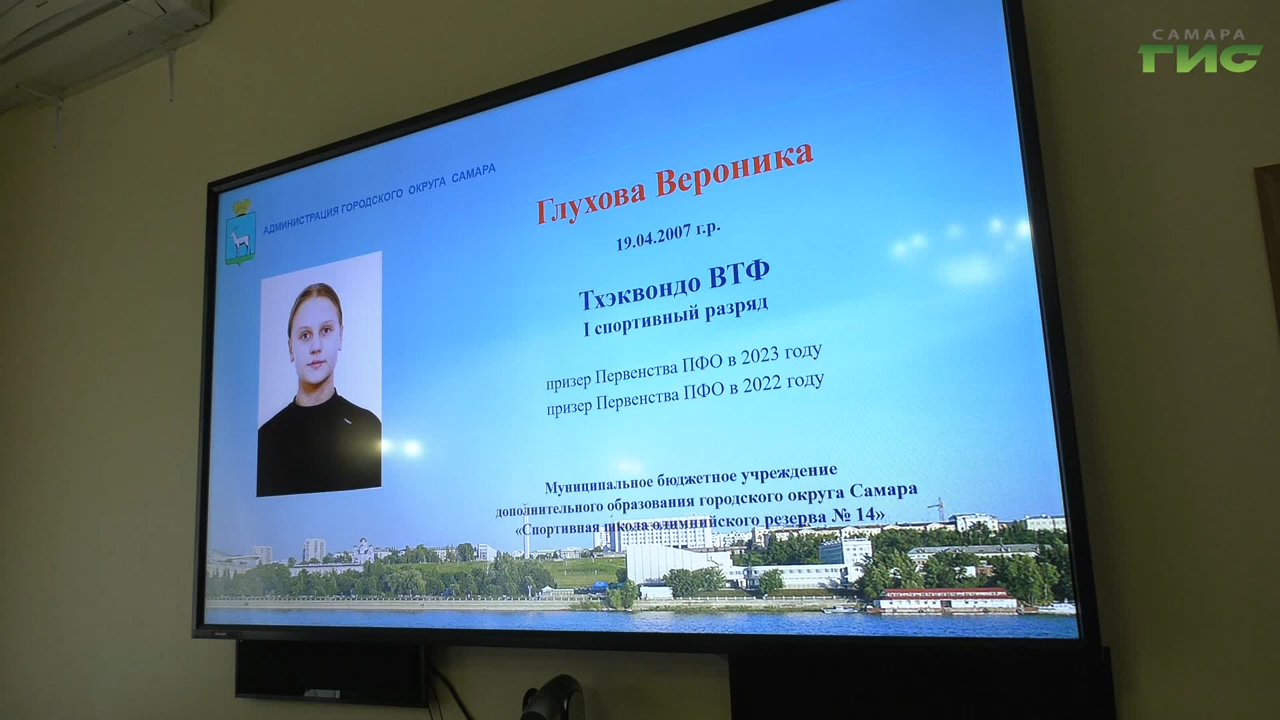 САМАРА
ГИС
АДМИНИСТРАЦИЯ ГОРОДСКОГО ОКРУГА САМАРА
Глухова Вероника
19.04.2007 г.р.
Тхэквондо ВТФ
I спортивный разряд
призер Первенства ПФО в 2023 году
призер Первенства ПФО в 2022 году
Муниципальное бюджетное учреждение
дополнительного образования городского округа Самара
«Спортивная школа олимпийского резерва № 14»